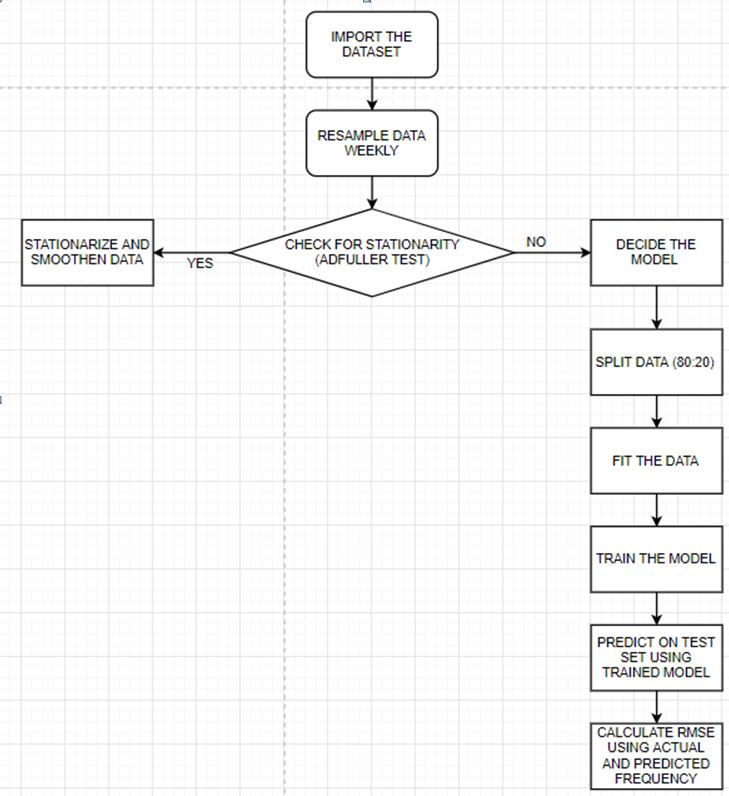 IMPORT THE
DATASET
RESAMPLE DATA
WEEKLY
CHECK FOR STATIONARITY
(ADFULLER TEST)
YES
STATIONARIZE AND
SMOOTHEN DATA
NO
DECIDE THE
MODEL
SPLIT DATA (80:20)
FIT THE DATA
TRAIN THE MODEL
PREDICT ON TEST
SET USING
TRAINED MODEL
CALCULATE RMSE
USING ACTUAL
AND PREDICTED
FREQUENCY